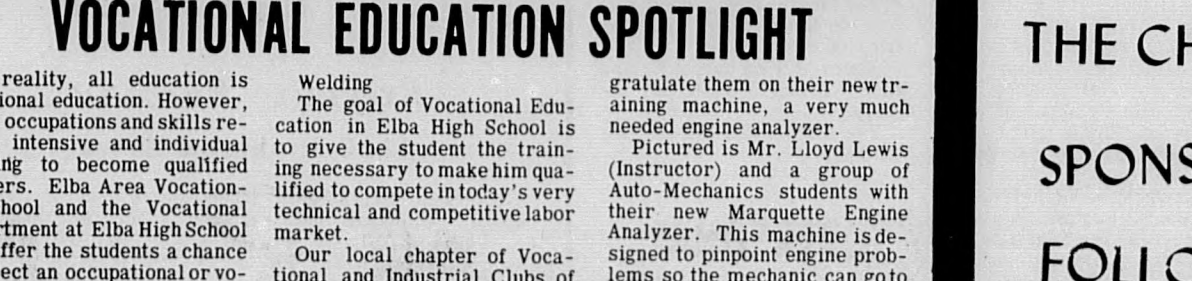 VOCATIONAL EDUCATION SPOTLIGHT
reality, all education is
ional education. However,
occupations and skills re-
intensive and individual
ng to become qualified
ers. Elba Area Vocation-
hool and the Vocational
rtment at Elba High School
ffer the students a chance
ect an occupational or vo-
Welding
The goal of Vocational Edu-
cation in Elba High School is
to give the student the train-
ing necessary to make him qua-
lified to compete in today's very
technical and competitive labor
market.
Our local chapter of Voca-
tional and Industrial Clubs of
gratulate them on their new tr-
aining machine, a very much
needed engine analyzer.
Pictured is Mr. Lloyd Lewis
(Instructor) and a group of
Auto-Mechanics students with
their new Marquette Engine
Analyzer. This machine is de-
signed to pinpoint engine prob-
lems so the mechanic can go to
THE CH
SPONS
FOLLO